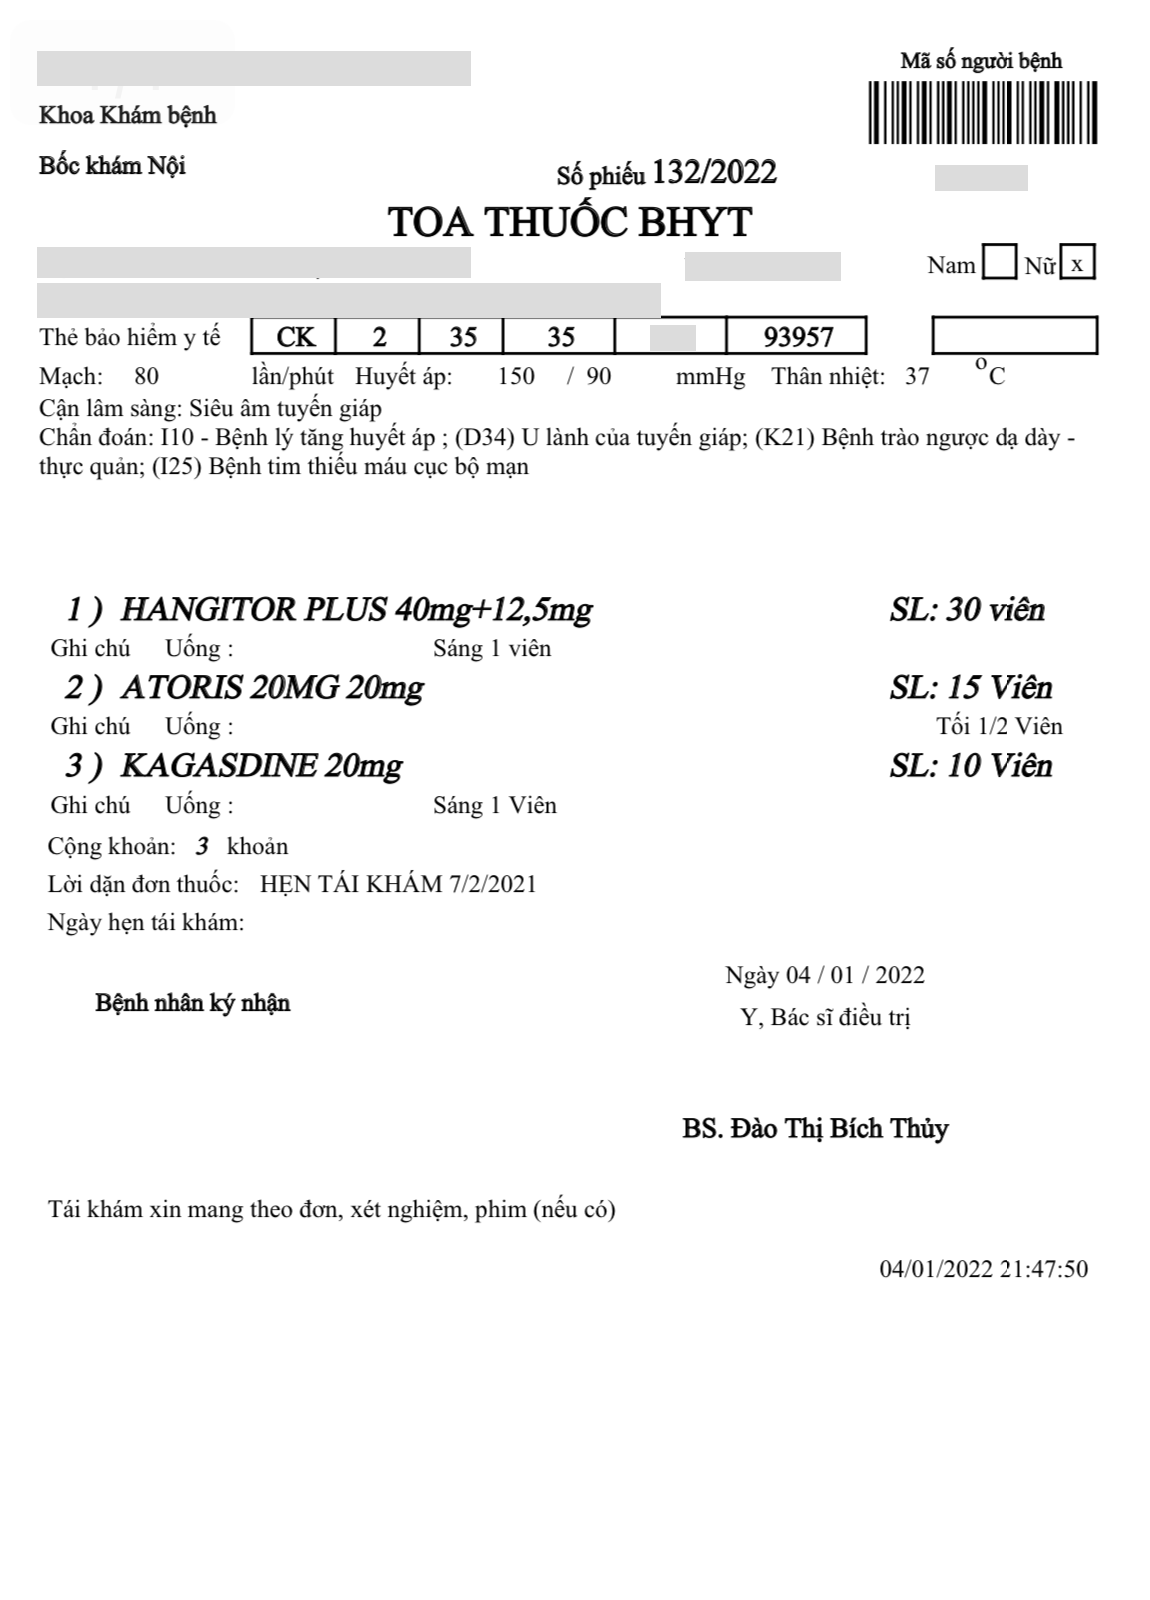 Mã số người bệnh
Khoa Khám bệnh
Bốc khám Nội
Số phiếu 132/2022
TOA THUỐC BHYT
Nam Nữ x
Thẻ bảo hiểm y tế CK 2 35 35 93957
Mạch: 80 lần/phút Huyết áp: 150 / 90 mmHg Thân nhiệt: 37 °C
Cận lâm sàng: Siêu âm tuyến giáp
Chẩn đoán: I10 - Bệnh lý tăng huyết áp ; (D34) U lành của tuyến giáp; (K21) Bệnh trào ngược dạ dày -
thực quản; (I25) Bệnh tim thiếu máu cục bộ mạn
1 ) HANGITOR PLUS 40mg+12,5mg SL: 30 viên
Ghi chú Uống : Sáng 1 viên
2 ) ATORIS 20MG 20mg SL: 15 Viên
Ghi chú Uống : Tối 1/2 Viên
3 ) KAGASDINE 20mg SL: 10 Viên
Ghi chú Uống : Sáng 1 Viên
Cộng khoản: 3 khoản
Lời dặn đơn thuốc: HẸN TÁI KHÁM 7/2/2021
Ngày hẹn tái khám:
Ngày 04 / 01 / 2022
Bệnh nhân ký nhận
Y, Bác sĩ điều trị
BS. Đào Thị Bích Thủy
Tái khám xin mang theo đơn, xét nghiệm, phim (nếu có)
04/01/2022 21:47:50